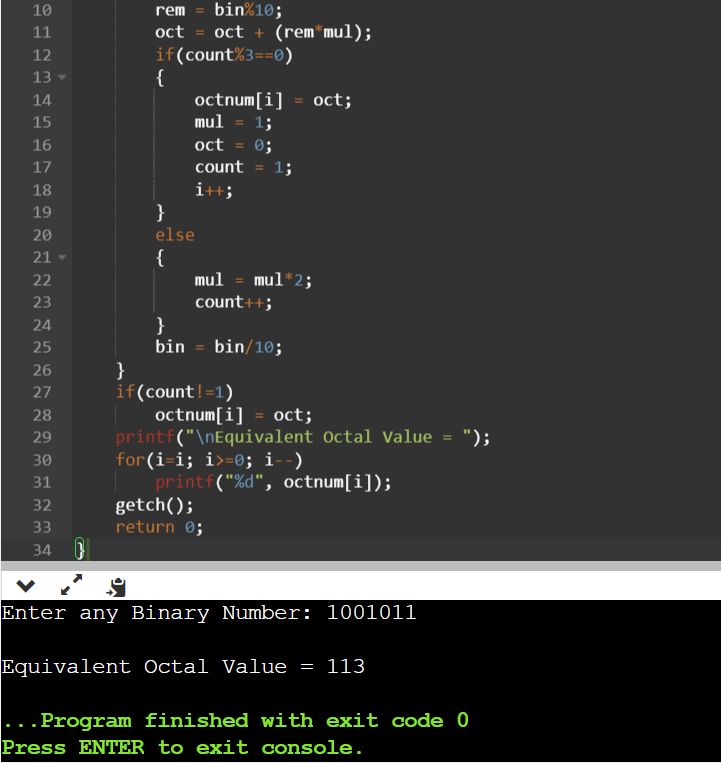 10 rem = bin%10;
11 oct = oct + (rem*mul);
12 if(count%3==0)
13 {
14 octnum[i] = oct;
15 mul = 1;
16 oct = 0;
17 count = 1;
18 i++;
19 }
20 else
21 {
22 mul = mul*2;
23 count++;
24 }
25 bin = bin/10;
26 }
27 if(count!=1)
28 octnum[i] = oct;
29 printf("\nEquivalent Octal Value = ");
30 for(i=i; i>=0; i--)
31 printf("%d", octnum[i]);
32 getch();
33 return 0;
34 }
Enter any Binary Number: 1001011
Equivalent Octal Value = 113
...Program finished with exit code 0
Press ENTER to exit console.